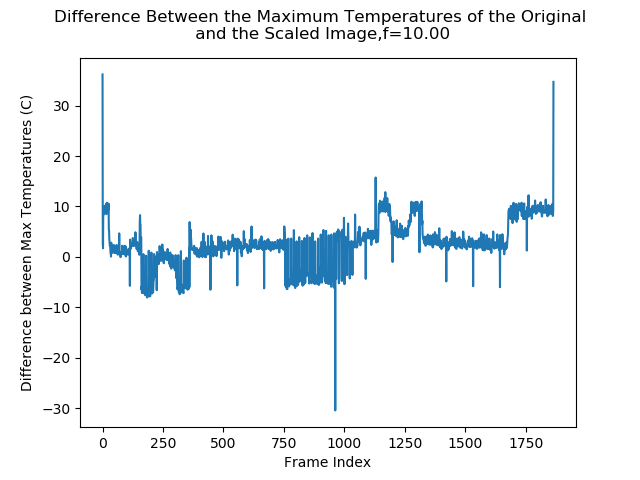 Difference Between the Maximum Temperatures of the Original
and the Scaled Image,f=10.00
Difference between Max Temperatures (C)
30
20
10
0
−10
−20
−30
0 250 500 750 1000 1250 1500 1750
Frame Index